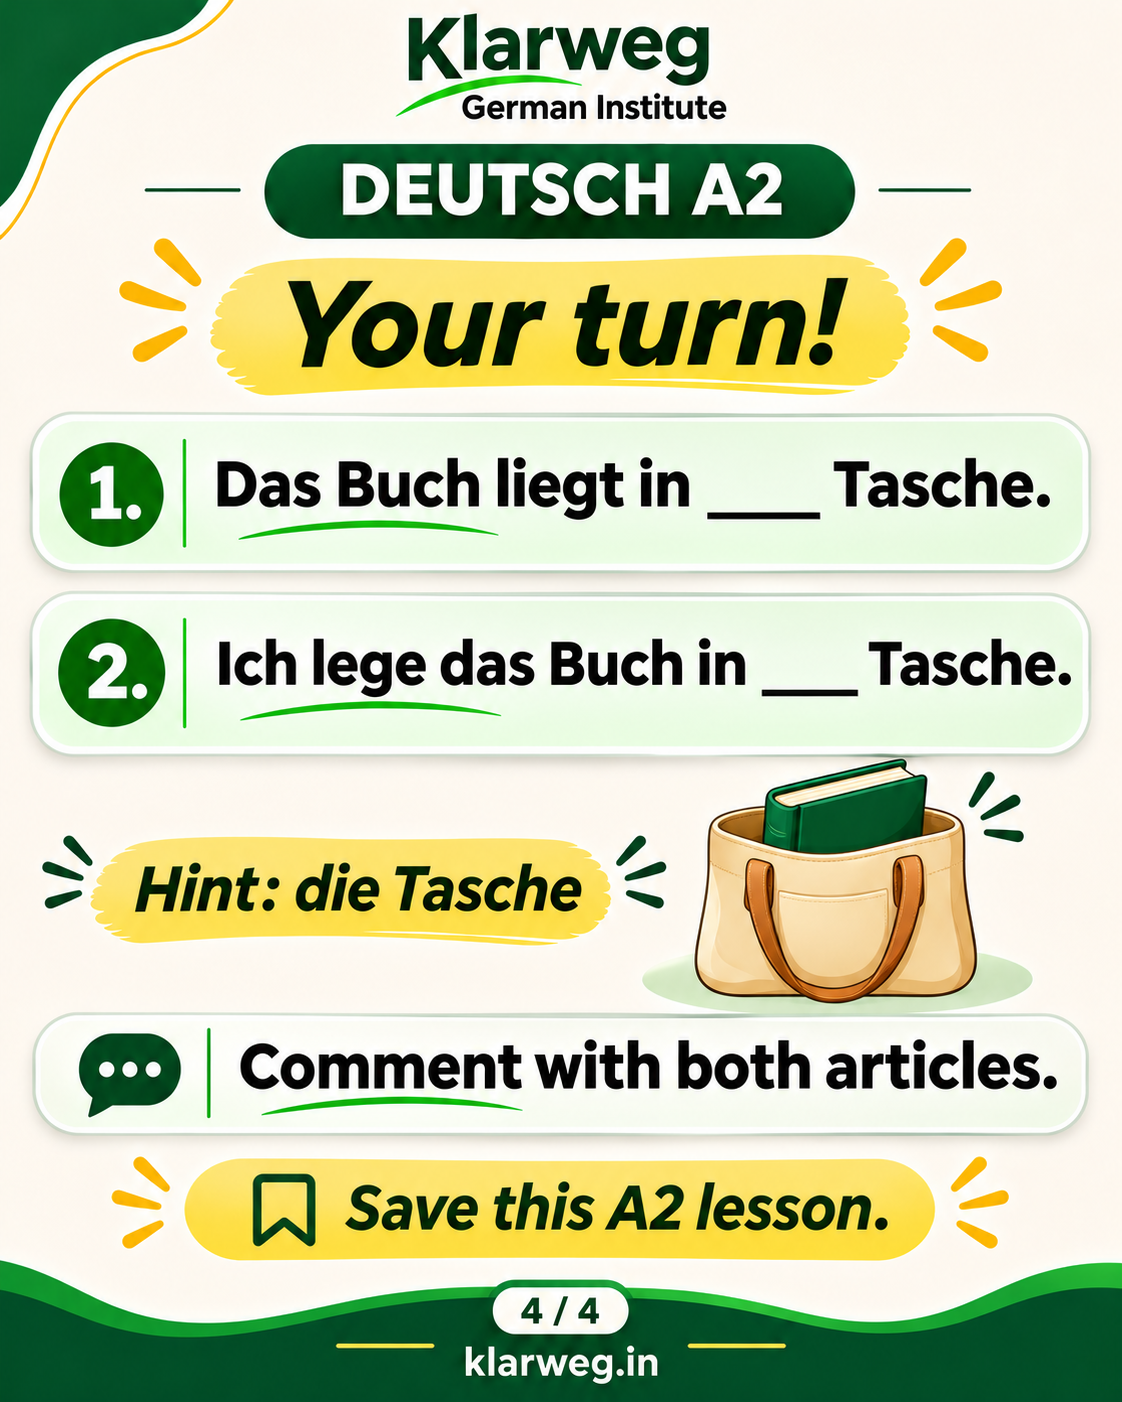 Klarweg
German Institute
DEUTSCH A2
Your turn!
1. Das Buch liegt in ____ Tasche.
2. Ich lege das Buch in ___ Tasche.
Hint: die Tasche
Comment with both articles.
Save this A2 lesson.
4 / 4
klarweg.in